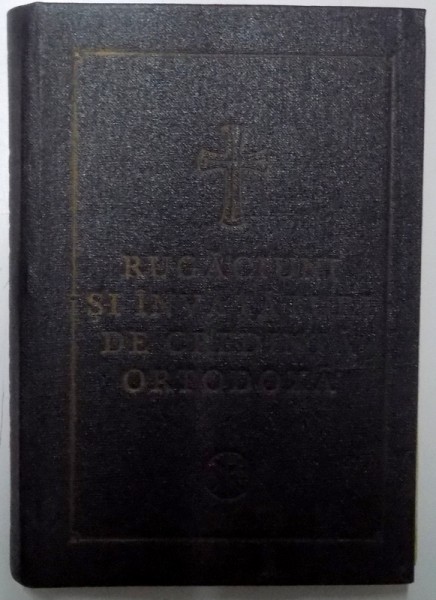 RUGĂCIUNI
ȘI ÎNVĂȚĂTURI
DE CREDINȚĂ
ORTODOXĂ